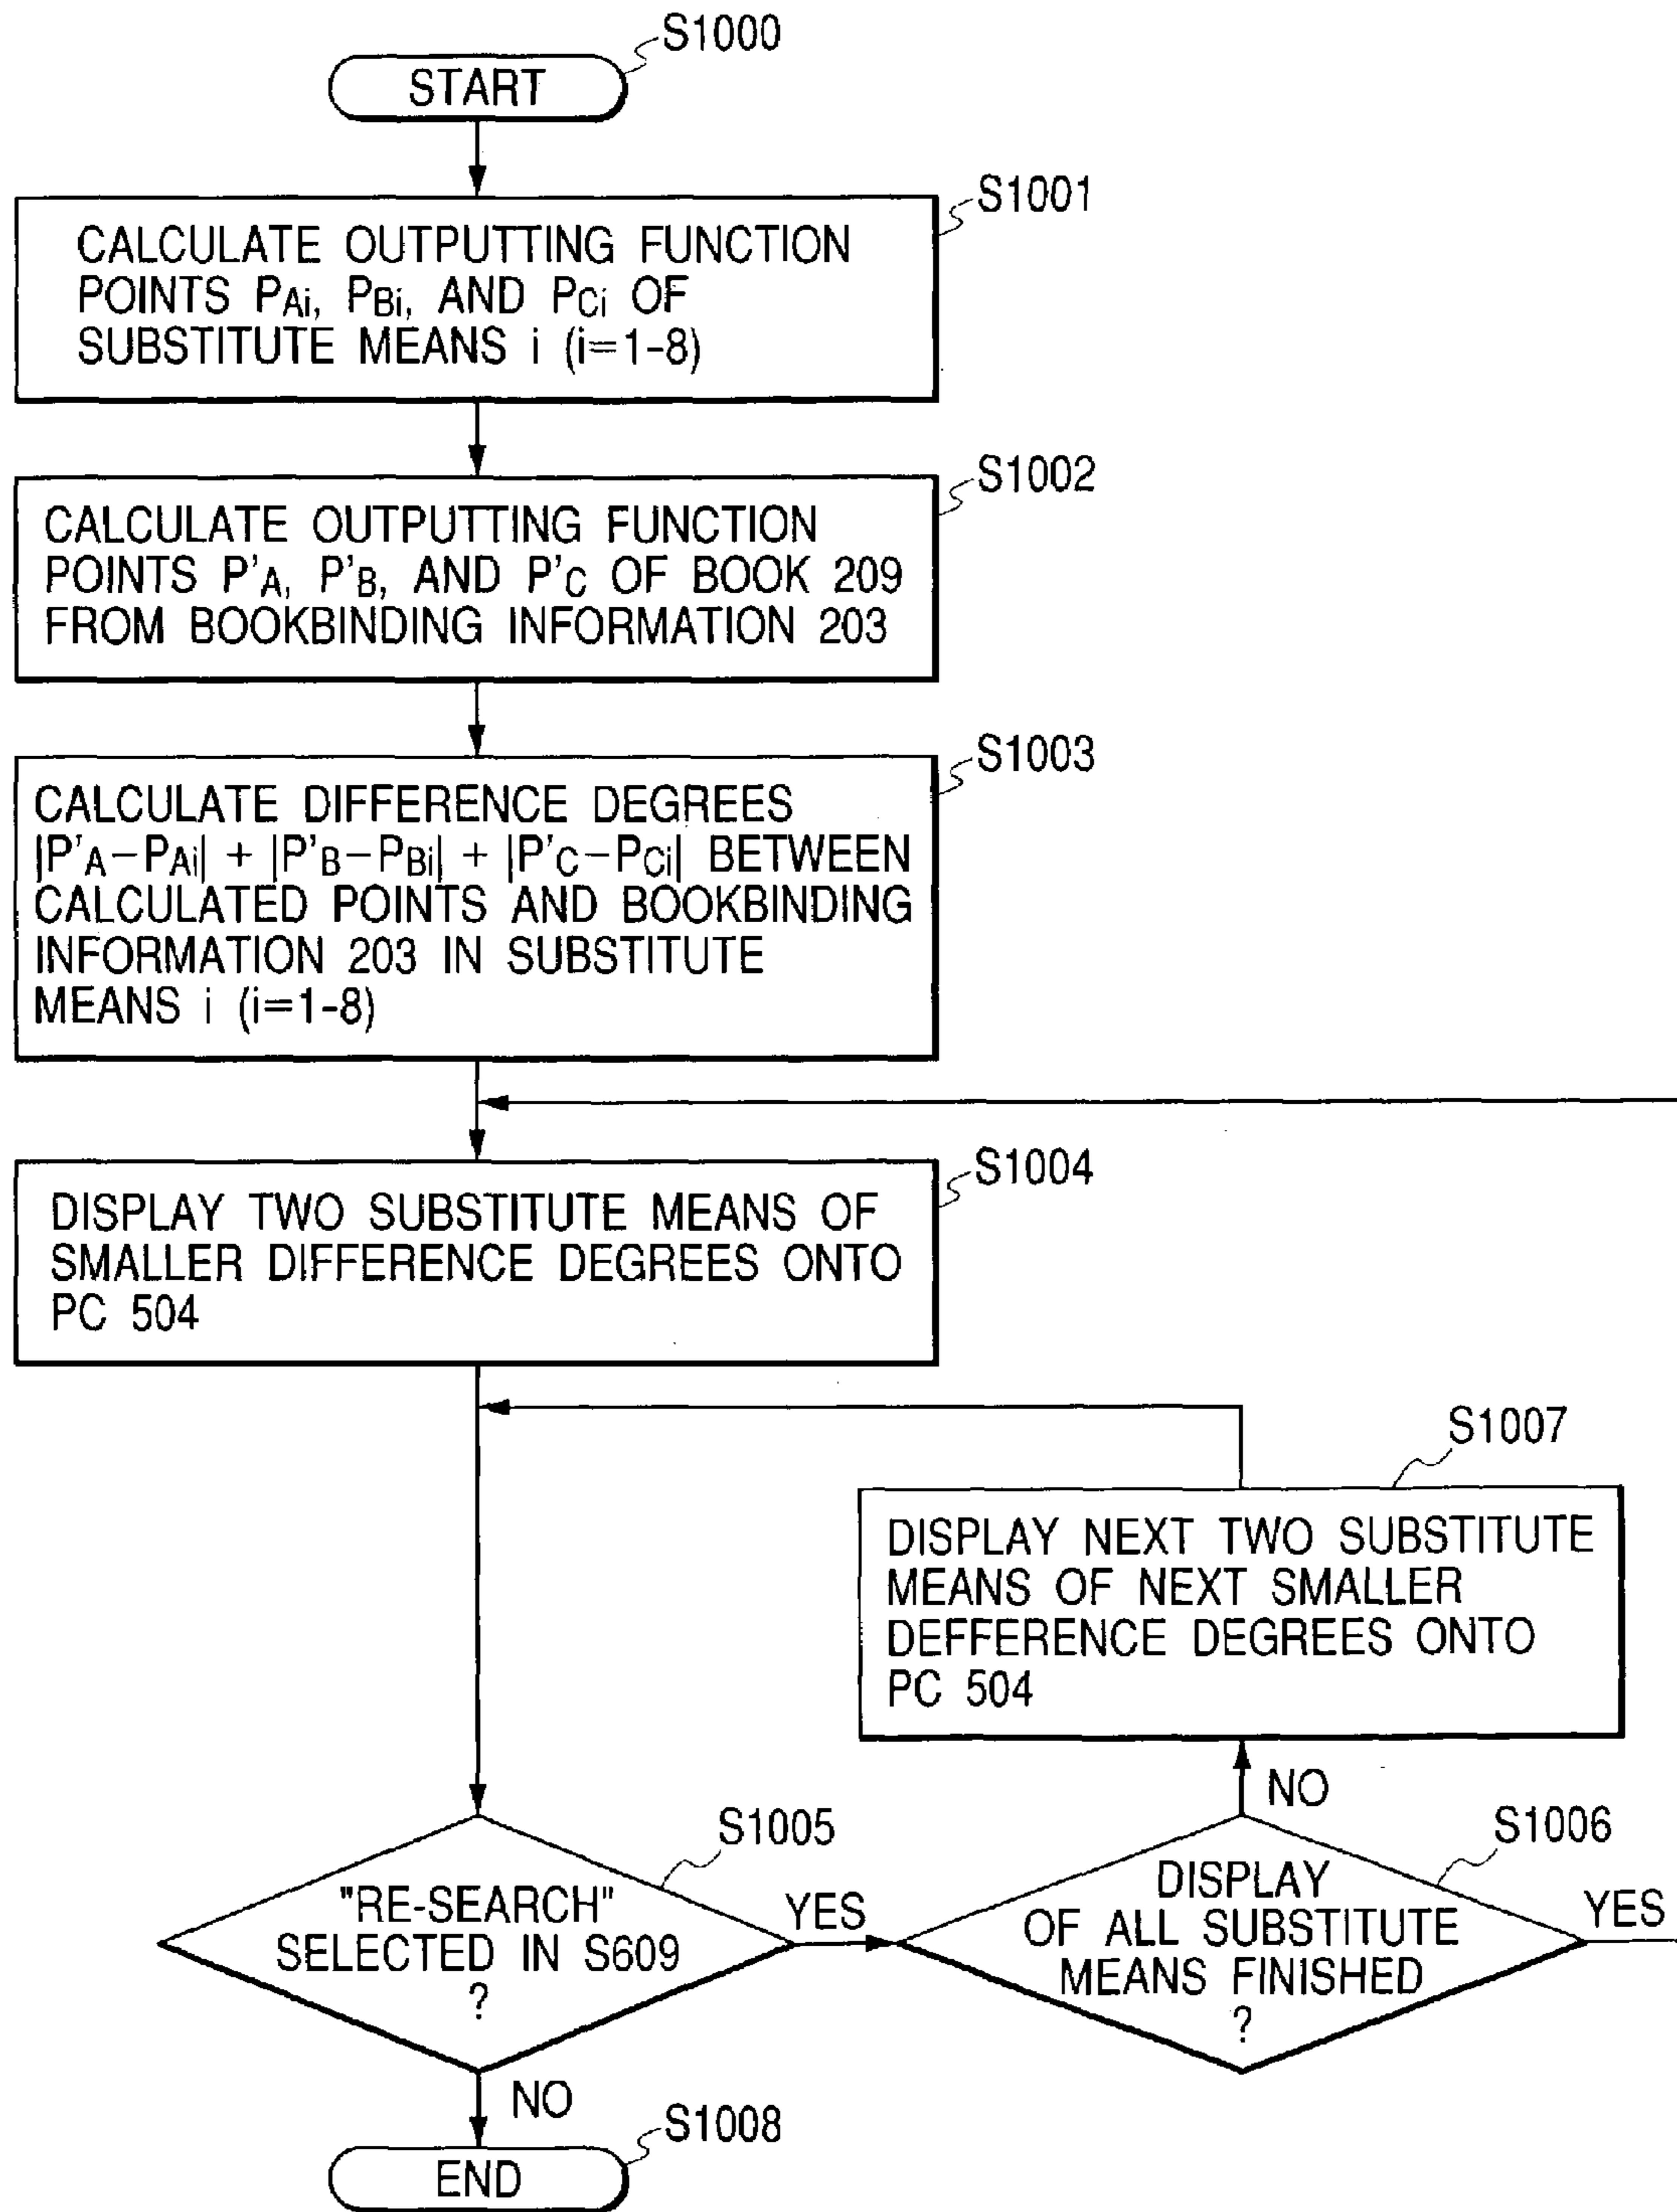 S1000
START
S1001
CALCULATE OUTPUTTING FUNCTION
POINTS PAi, PBi, AND PCi OF
SUBSTITUTE MEANS i (i=1-8)
S1002
CALCULATE OUTPUTTING FUNCTION
POINTS P'A, P'B, AND P'C OF BOOK 209
FROM BOOKBINDING INFORMATION 203
S1003
CALCULATE DIFFERENCE DEGREES
|P'A-PAi| + |P'B-PBi| + |P'C-PCi| BETWEEN
CALCULATED POINTS AND BOOKBINDING
INFORMATION 203 IN SUBSTITUTE
MEANS i (i=1-8)
S1004
DISPLAY TWO SUBSTITUTE MEANS OF
SMALLER DIFFERENCE DEGREES ONTO
PC 504
S1007
DISPLAY NEXT TWO SUBSTITUTE
MEANS OF NEXT SMALLER
DEFFERENCE DEGREES ONTO
PC 504
NO
S1005
"RE-SEARCH"
SELECTED IN S609
?
YES
S1006
DISPLAY
OF ALL SUBSTITUTE
MEANS FINISHED
?
YES
NO
S1008
END